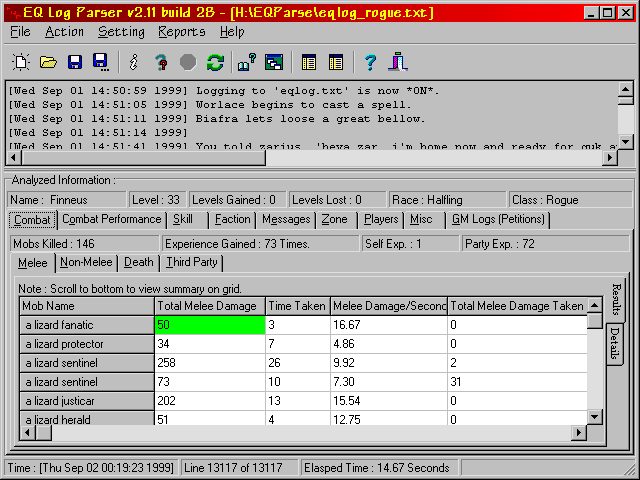 EQ Log Parser v2.11 build 28 - [H:\EQParse\eqlog_rogue.txt]
File Action Setting Reports Help
[Wed Sep 01 14:50:59 1999] Logging to 'eqlog.txt' is now *ON*.
[Wed Sep 01 14:51:05 1999] Worlace begins to cast a spell.
[Wed Sep 01 14:51:11 1999] Biafra lets loose a great bellow.
[Wed Sep 01 14:51:14 1999]
[Wed Sep 01 14:51:41 1999] You told zarius, 'heya zar, i'm home now and ready for guk
Analyzed Information :
Name : Finneus Level : 33 Levels Gained : 0 Levels Lost : 0 Race : Halfling Class : Rogue
Combat Combat Performance Skill Faction Messages Zone Players Misc GM Logs (Petitions)
Mobs Killed : 146 Experience Gained : 73 Times. Self Exp. : 1 Party Exp. : 72
Melee Non-Melee Death Third Party
Note : Scroll to bottom to view summary on grid.
Mob Name Total Melee Damage Time Taken Melee Damage/Second Total Melee Damage Taken
a lizard fanatic 50 3 16.67 0
a lizard protector 34 7 4.86 0
a lizard sentinel 258 26 9.92 2
a lizard sentinel 73 10 7.30 31
a lizard justicar 202 13 15.54 0
a lizard herald 51 4 12.75 0
Results
Details
Time : [Thu Sep 02 00:19:23 1999] Line 13117 of 13117 Elasped Time : 14.67 Seconds